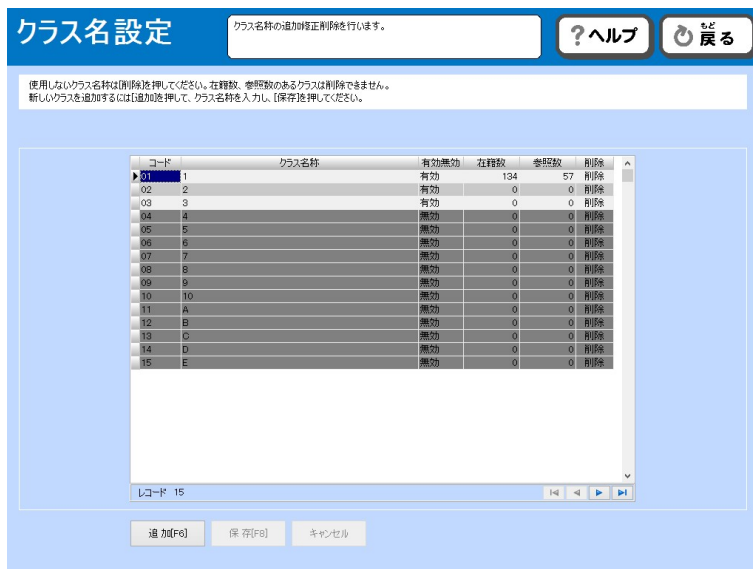 クラス名設定
クラス名称の追加修正削除を行います。
?ヘルプ
もど
戻る
使用しないクラス名称は[削除]を押してください。在籍数、参照数のあるクラスは削除できません。
新しいクラスを追加するには[追加]を押して、クラス名称を入力し、[保存]を押してください。
コード クラス名称 有効無効 在籍数 参照数 削除
01 1 有効 134 57 削除
02 2 有効 0 0 削除
03 3 有効 0 0 削除
04 4 無効 0 0 削除
05 5 無効 0 0 削除
06 6 無効 0 0 削除
07 7 無効 0 0 削除
08 8 無効 0 0 削除
09 9 無効 0 0 削除
10 10 無効 0 0 削除
11 A 無効 0 0 削除
12 B 無効 0 0 削除
13 C 無効 0 0 削除
14 D 無効 0 0 削除
15 E 無効 0 0 削除
レコード 15
追 加[F6] 保 存[F8] キャンセル